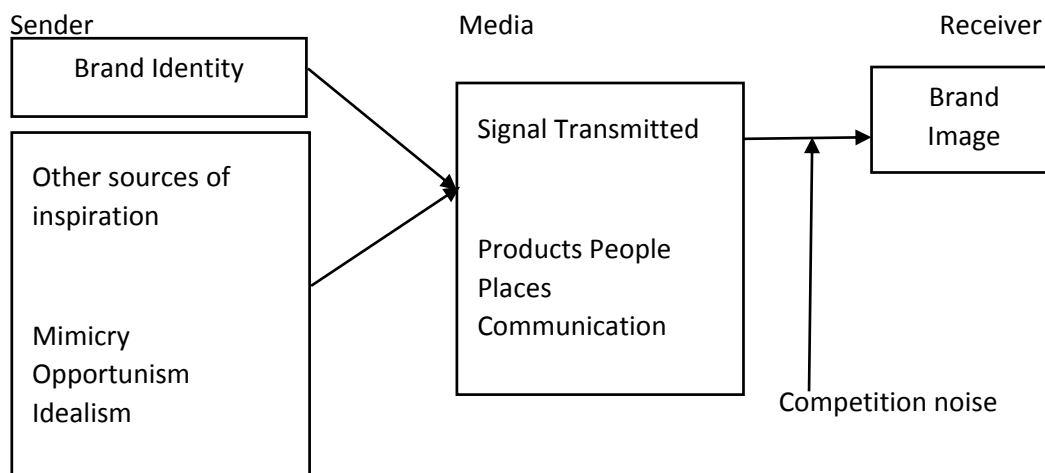 Sender
Media
Receiver
Brand Identity
Other sources of
inspiration
Mimicry
Opportunism
Idealism
Signal Transmitted
Products People
Places
Communication
Brand
Image
Competition noise